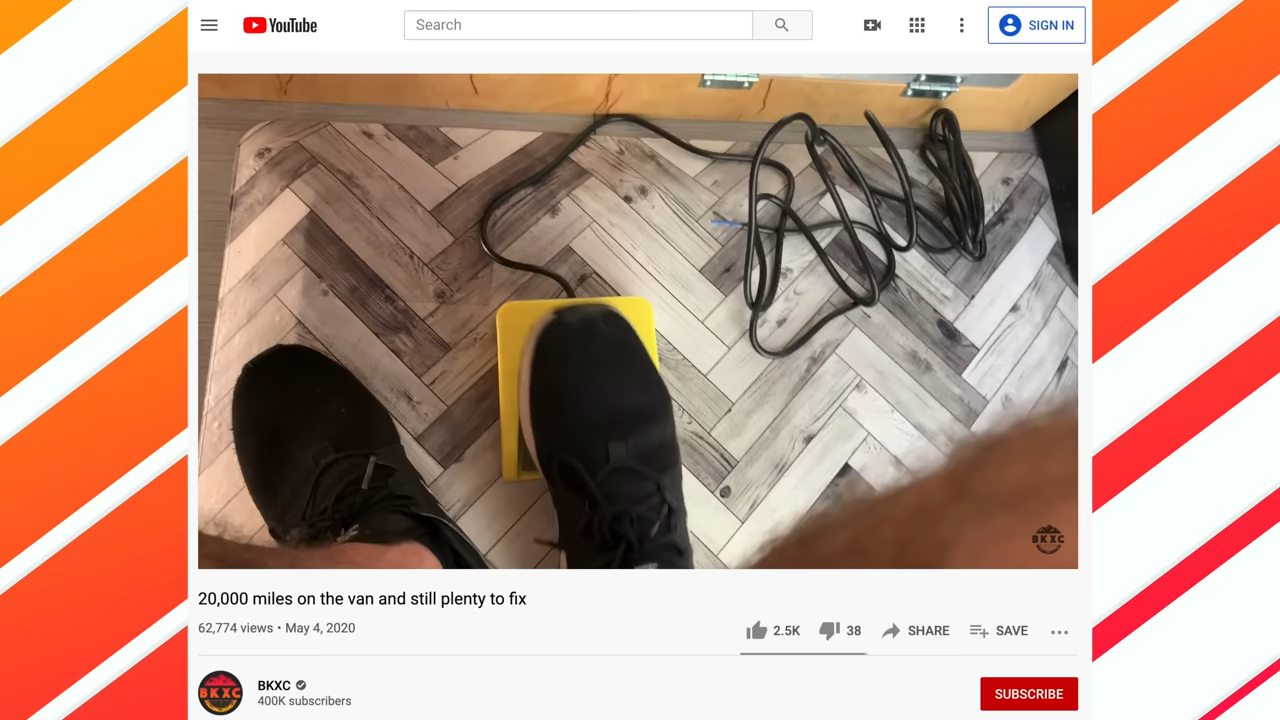 YouTube
Search
SIGN IN
BKXC
20,000 miles on the van and still plenty to fix
62,774 views • May 4, 2020
2.5K
38
SHARE
SAVE
BKXC
BKXC
400K subscribers
SUBSCRIBE